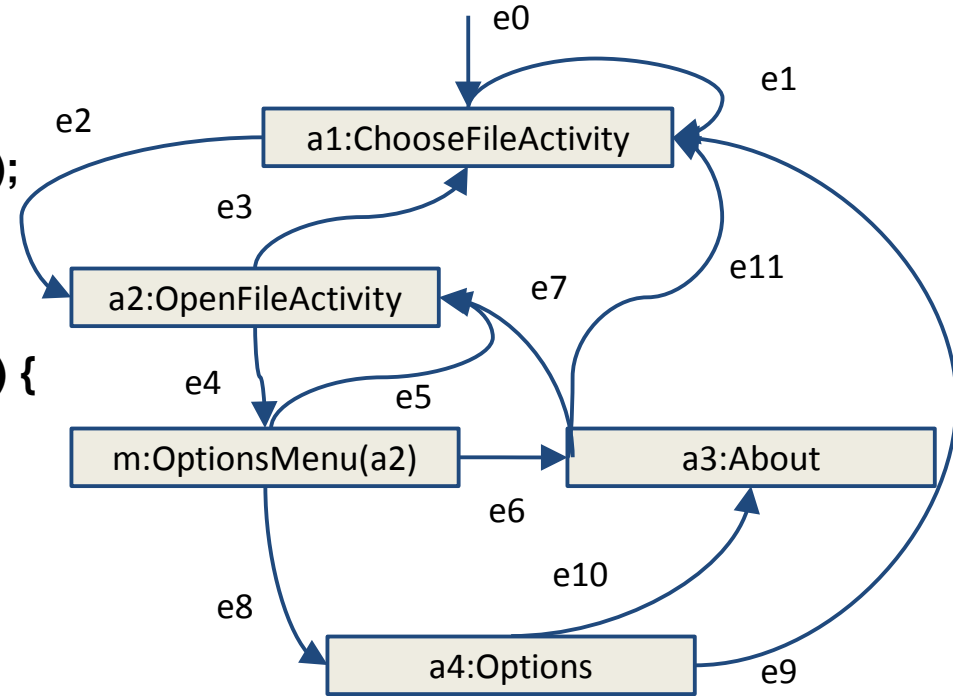 e0
e1
e2
a1:ChooseFileActivity
);
e3
e11
e7
a2:OpenFileActivity
) {
e4
e5
m:OptionsMenu(a2)
a3:About
e6
e10
e8
a4:Options
e9